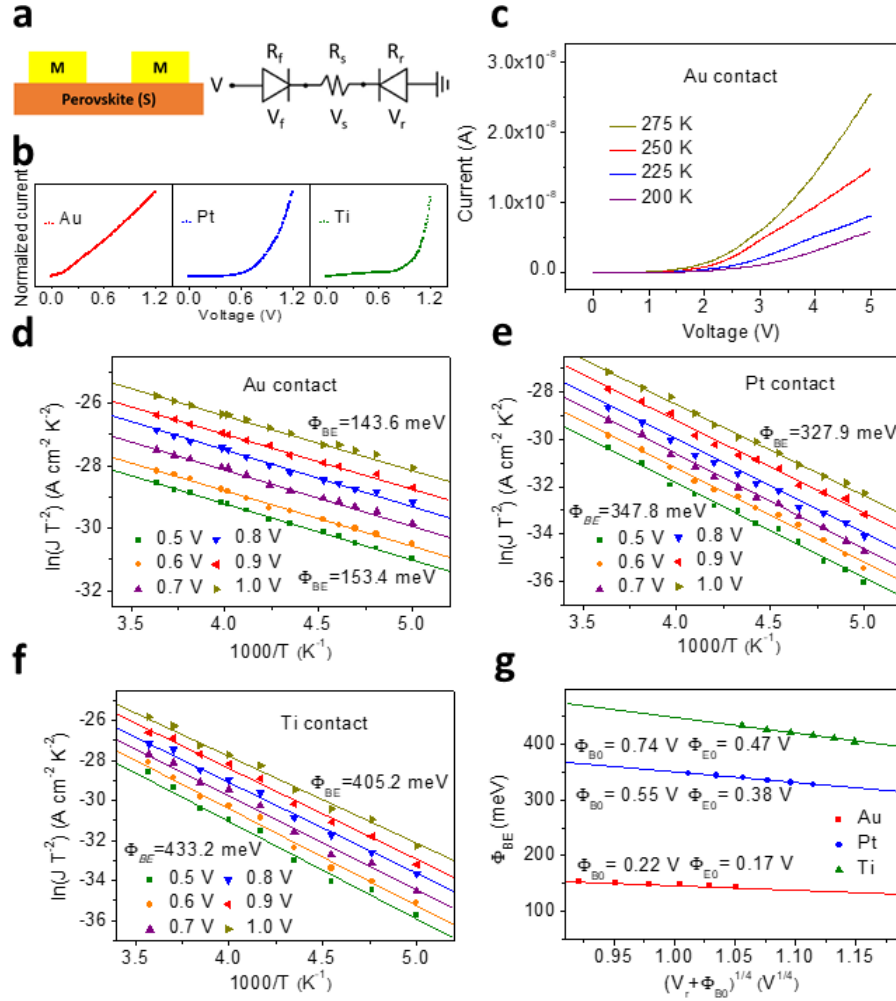 a
M M
Perovskite (S)
V
R_f R_s R_r
V_f V_s V_r
b
Normalized current
Au Pt Ti
0.0 0.6 1.2 0.0 0.6 1.2 0.0 0.6 1.2
Voltage (V)
c
Au contact
Current (A)
3.0x10^-8
2.0x10^-8
1.0x10^-8
0.0
275 K
250 K
225 K
200 K
0 1 2 3 4 5
Voltage (V)
d
Au contact
ln(J T^-2) (A cm^-2 K^-2)
-26
-28
-30
-32
Φ_BE=143.6 meV
0.5 V 0.8 V
0.6 V 0.9 V
0.7 V 1.0 V
Φ_BE=153.4 meV
3.5 4.0 4.5 5.0
1000/T (K^-1)
e
Pt contact
ln(J T^-2) (A cm^-2 K^-2)
-28
-30
-32
-34
-36
Φ_BE=327.9 meV
Φ_BE=347.8 meV
0.5 V 0.8 V
0.6 V 0.9 V
0.7 V 1.0 V
3.5 4.0 4.5 5.0
1000/T (K^-1)
f
Ti contact
ln(J T^-2) (A cm^-2 K^-2)
-26
-28
-30
-32
-34
-36
Φ_BE=405.2 meV
Φ_BE=433.2 meV
0.5 V 0.8 V
0.6 V 0.9 V
0.7 V 1.0 V
3.5 4.0 4.5 5.0
1000/T (K^-1)
g
Φ_BE (meV)
400
300
200
100
Φ_B0 = 0.74 V Φ_E0 = 0.47 V
Φ_B0 = 0.55 V Φ_E0 = 0.38 V
Au
Pt
Ti
Φ_B0 = 0.22 V Φ_E0 = 0.17 V
0.95 1.00 1.05 1.10 1.15
(V_r+Φ_B0)^1/4 (V^1/4)